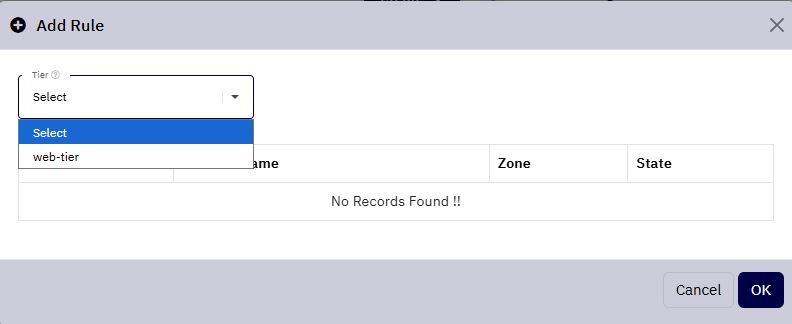 Add Rule
Tier
Select
Select
web-tier
ame Zone State
No Records Found !!
Cancel OK